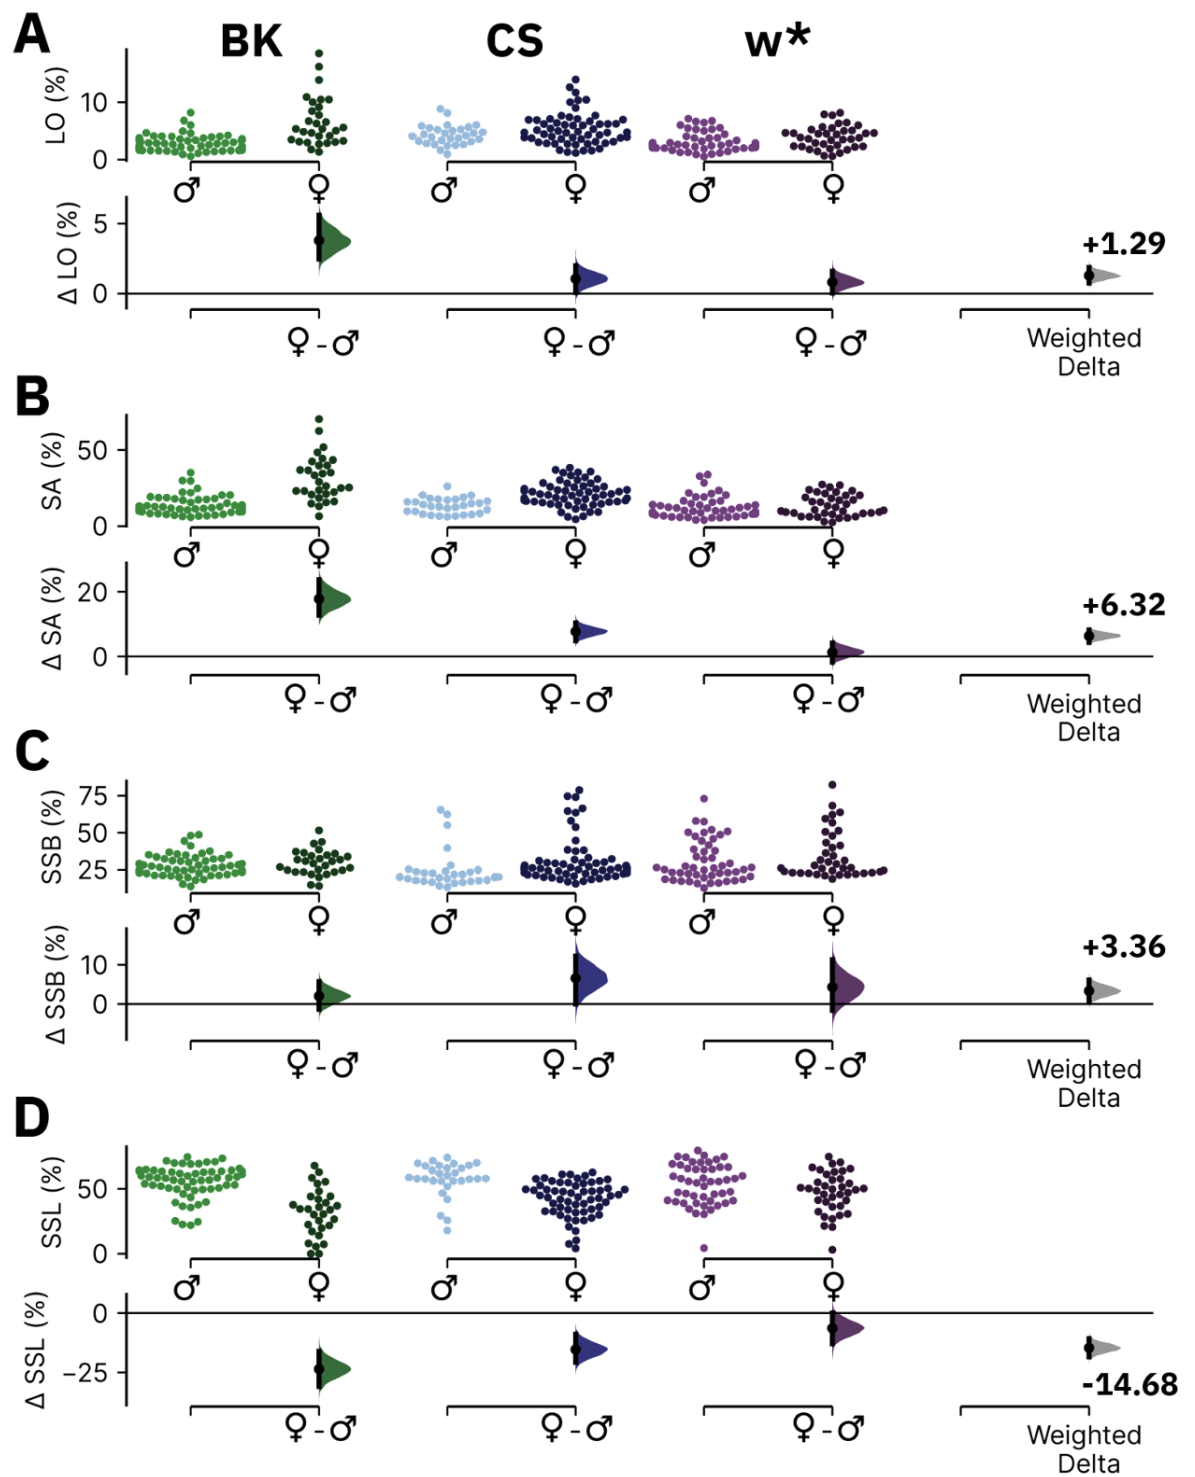 A
BK CS w*
LO (%)
10
0
♂ ♀ ♂ ♀ ♂ ♀
Δ LO (%)
5
0
+1.29
♀ - ♂ ♀ - ♂ ♀ - ♂ Weighted
Delta
B
SA (%)
50
0
♂ ♀ ♂ ♀ ♂ ♀
Δ SA (%)
20
0
+6.32
♀ - ♂ ♀ - ♂ ♀ - ♂ Weighted
Delta
C
SSB (%)
75
50
25
♂ ♀ ♂ ♀ ♂ ♀
Δ SSB (%)
10
0
+3.36
♀ - ♂ ♀ - ♂ ♀ - ♂ Weighted
Delta
D
SSL (%)
50
0
♂ ♀ ♂ ♀ ♂ ♀
Δ SSL (%)
0
−25
-14.68
♀ - ♂ ♀ - ♂ ♀ - ♂ Weighted
Delta